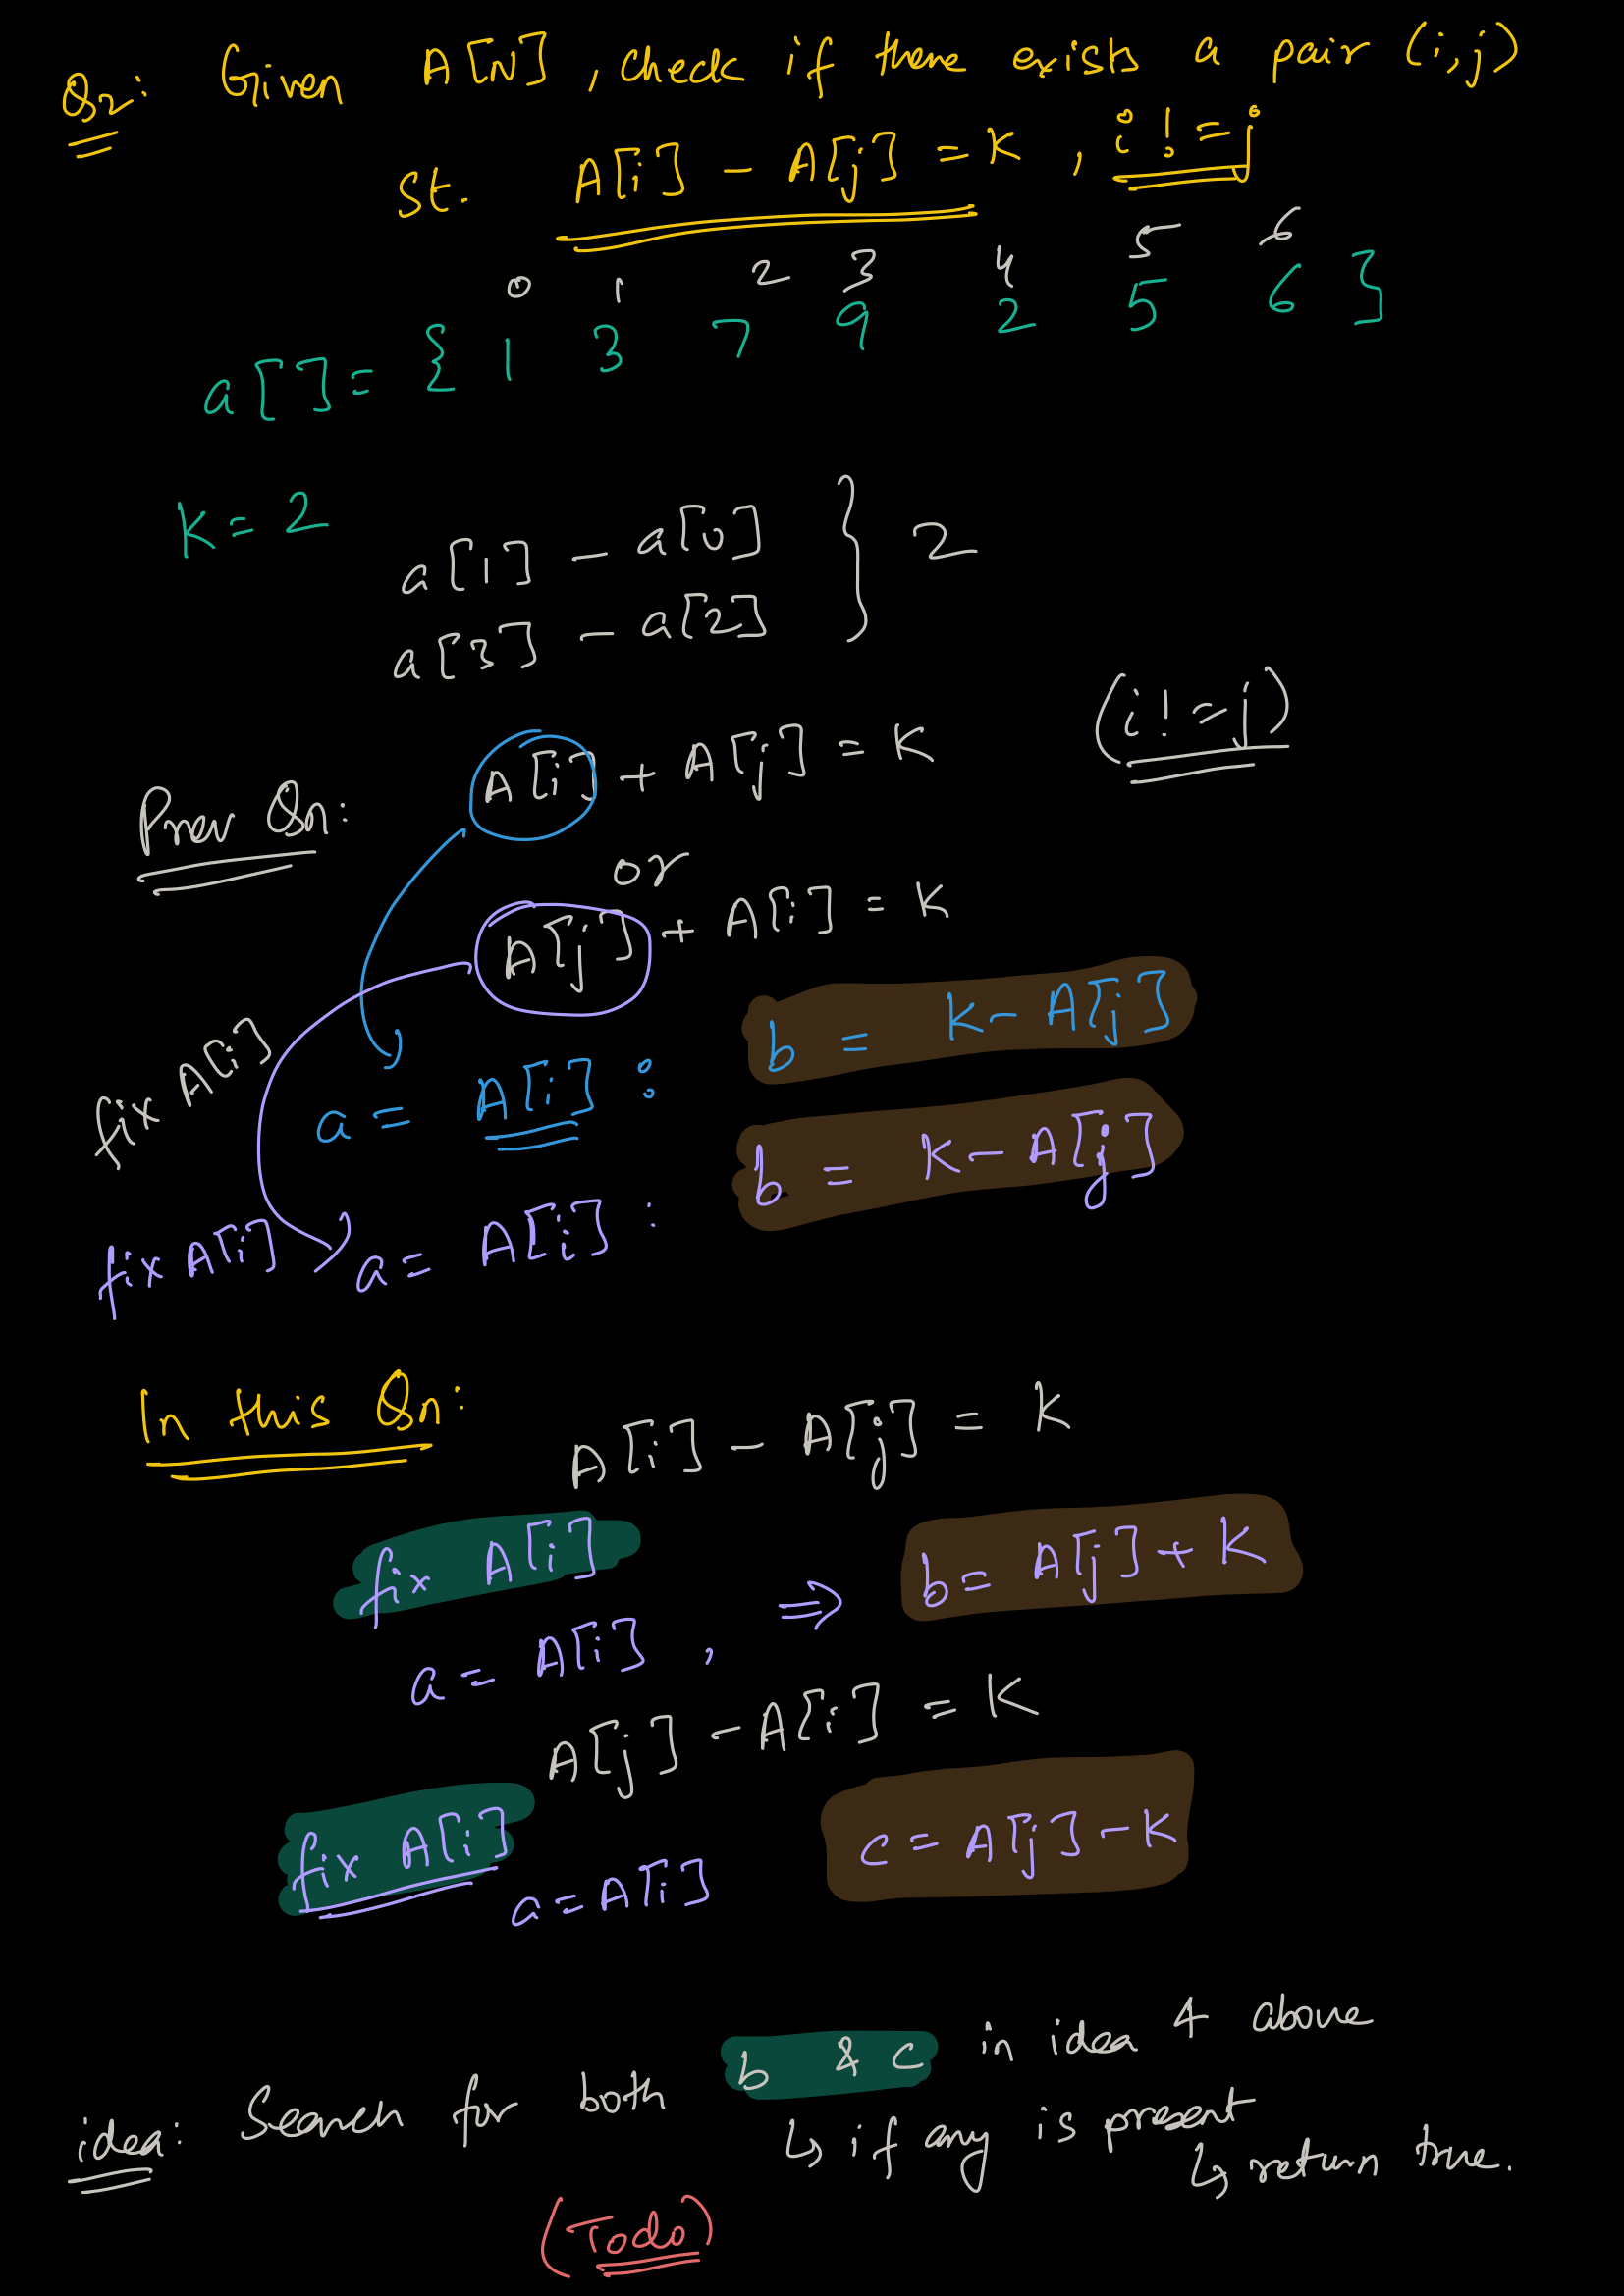 Q2: Given A[N], check if there exists a pair (i,j)
st. A[i] - A[j] = K , i != j
0 1 2 3 4 5 6
a[] = { 1 3 7 9 2 5 6 }
K = 2
a[1] - a[0] } 2
a[3] - a[2]
Prev Qn: A[i] + A[j] = K (i != j)
or
A[j] + A[i] = K
fix A[i] a = A[i] : b = K - A[j]
fix A[i] a = A[i] : b = K - A[j]
In this Qn: A[i] - A[j] = K
fix A[i]
a = A[i] , ⇒ b = A[j] + K
A[j] - A[i] = K
fix A[i] a = A[i] c = A[j] - K
idea: Search for both b & c in idea 4 above
↳ if any is present
↳ return true.
(Todo)